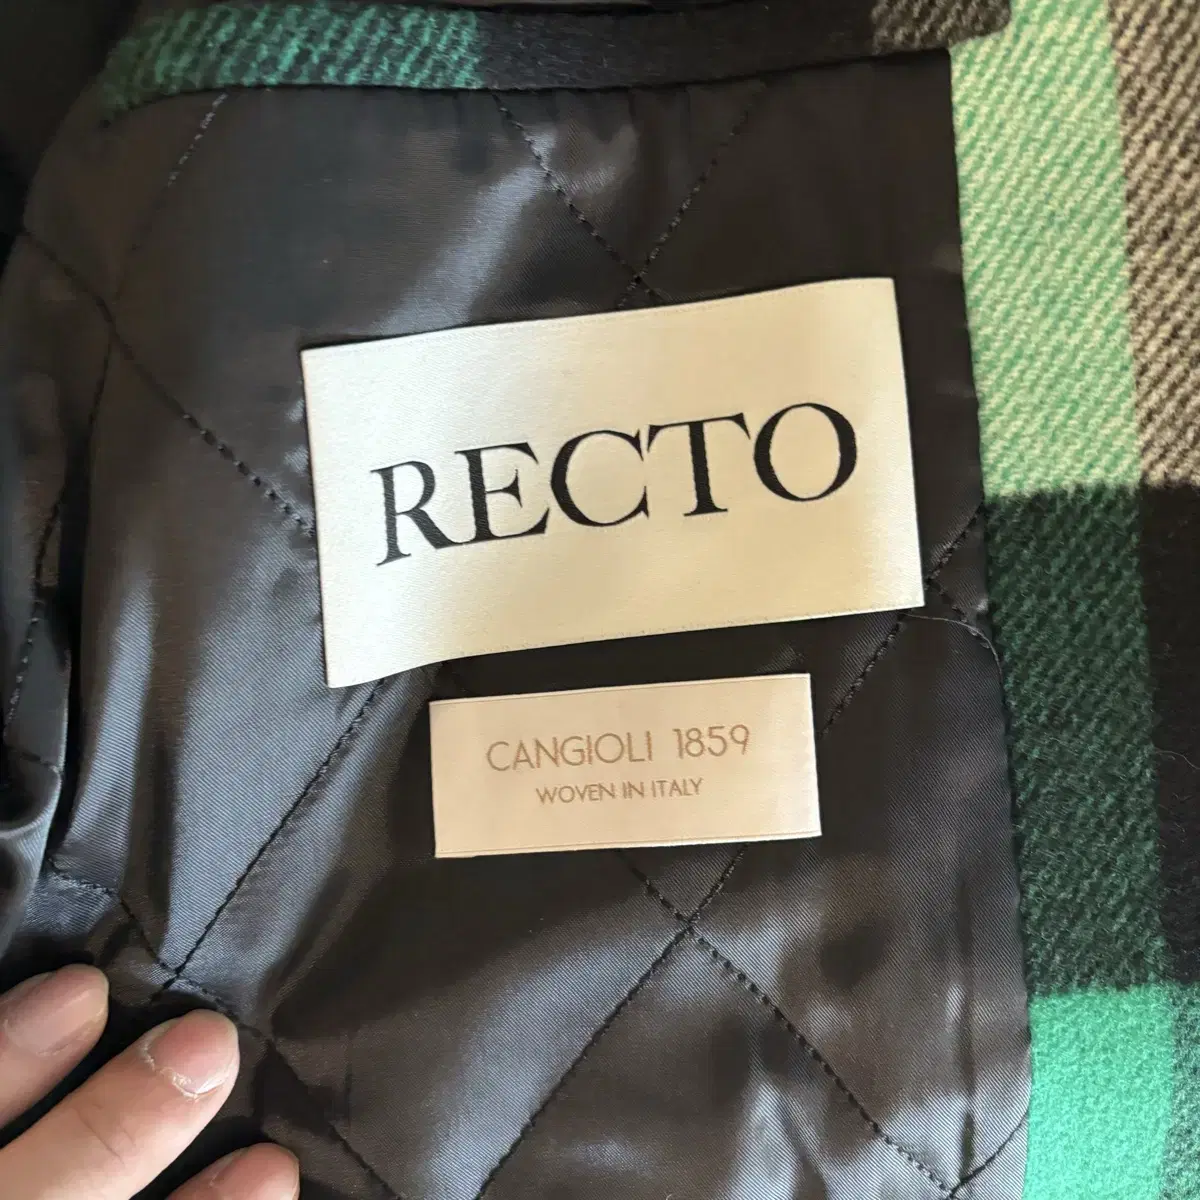 RECTO
CANGIOLI 1859
WOVEN IN ITALY